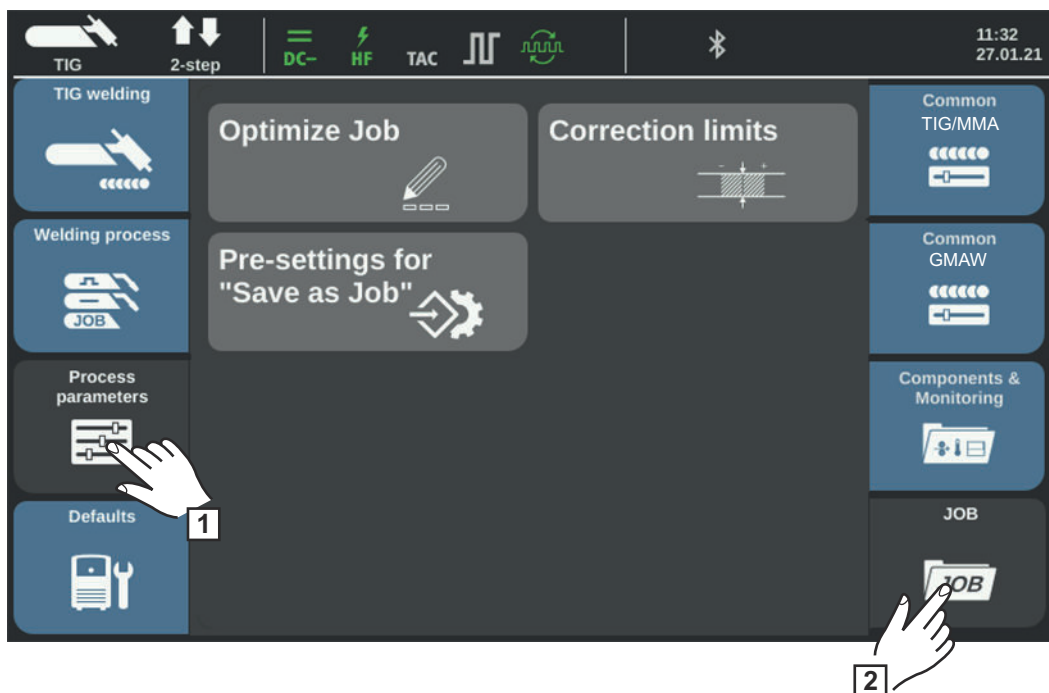 TIG
2-step
DC-
HF
TAC
11:32
27.01.21
TIG welding
Welding process
JOB
Process
parameters
1
Defaults
Optimize Job
Correction limits
- +
Pre-settings for
"Save as Job"
Common
TIG/MMA
Common
GMAW
Components &
Monitoring
JOB
JOB
2